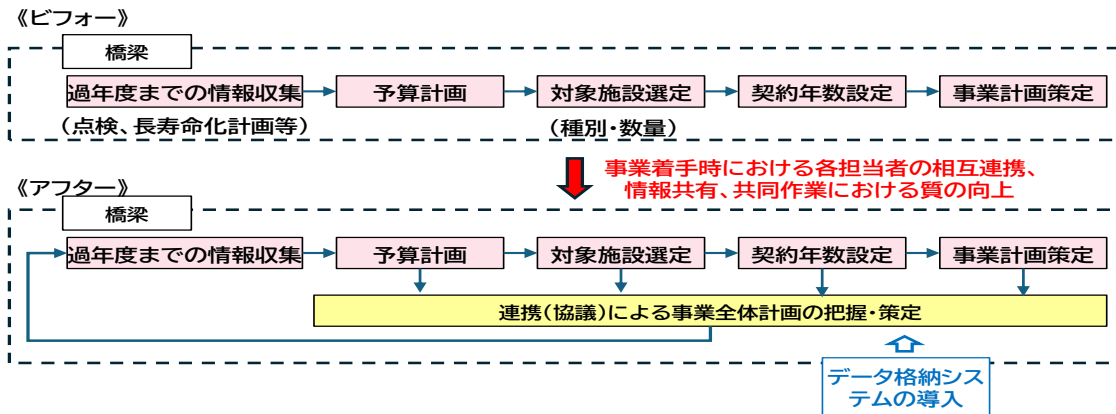 《ビフォー》
橋梁
過年度までの情報収集
予算計画
対象施設選定
契約年数設定
事業計画策定
(点検、長寿命化計画等)
(種別・数量)
事業着手時における各担当者の相互連携、
情報共有、共同作業における質の向上
《アフター》
橋梁
過年度までの情報収集
予算計画
対象施設選定
契約年数設定
事業計画策定
連携(協議)による事業全体計画の把握・策定
データ格納シス
テムの導入